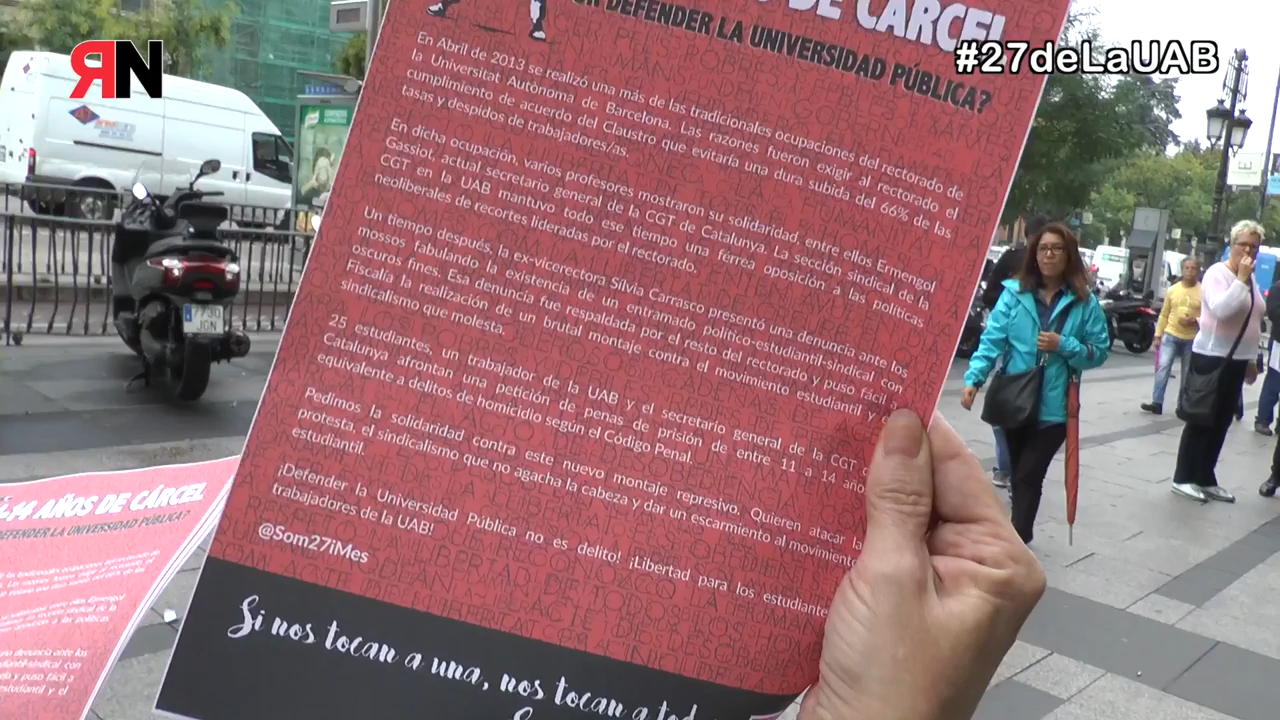 ЯN
#27deLaUAB
DE CÁRCEL
DEFENDER LA UNIVERSIDAD PÚBLICA?
En Abril de 2013 se realizó una más de las tradicionales ocupaciones del rectorado de
la Universitat Autònoma de Barcelona. Las razones fueron exigir al rectorado el
cumplimiento de acuerdo del Claustro que evitaría una dura subida del 66% de las
tasas y despidos de trabajadores/as.
En dicha ocupación, varios profesores mostraron su solidaridad, entre ellos Ermengol
Gassiot, actual secretario general de la CGT de Catalunya. La sección sindical de la
CGT en la UAB mantuvo todo ese tiempo una férrea oposición a las políticas
neoliberales de recortes lideradas por el rectorado.
Un tiempo después, la ex-vicerectora Sílvia Carrasco presentó una denuncia ante los
mossos fabulando la existencia de un entramado político-estudiantil-sindical con
oscuros fines. Esa denuncia fue respaldada por el resto del rectorado y puso fácil a
Fiscalía la realización de un brutal montaje contra el movimiento estudiantil y
sindicalismo que molesta.
25 estudiantes, un trabajador de la UAB y el secretario general de la CGT
Catalunya afrontan una petición de penas de prisión de entre 11 a 14 año
equivalente a delitos de homicidio según el Código Penal.
Pedimos la solidaridad contra este nuevo montaje represivo. Quieren atacar la
protesta, el sindicalismo que no agacha la cabeza y dar un escarmiento al movimiento
estudiantil.
¡Defender la Universidad Pública no es delito! ¡Libertad para los estudiante
trabajadores de la UAB!
@Som27iMes
Si nos tocan a una, nos tocan a tod
14 AÑOS DE CÁRCEL
DEFENDER LA UNIVERSIDAD PÚBLICA?
7730
JGN